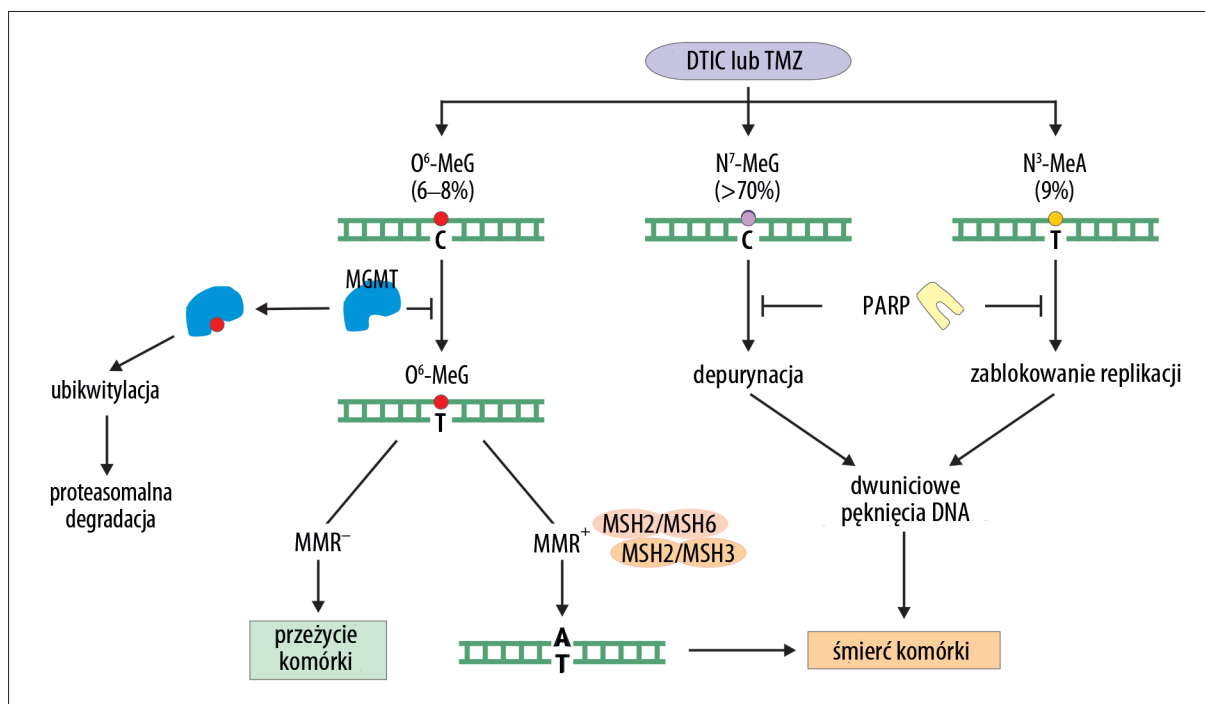 DTIC lub TMZ
O⁶-MeG
(6–8%)
N⁷-MeG
(>70%)
N³-MeA
(9%)
C
C
T
MGMT
PARP
ubikwitylacja
O⁶-MeG
depurynacja
zablokowanie replikacji
T
proteasomalna
degradacja
dwuniciowe
pęknięcia DNA
MMR⁻
MMR⁺
MSH2/MSH6
MSH2/MSH3
przeżycie
komórki
A
T
śmierć komórki